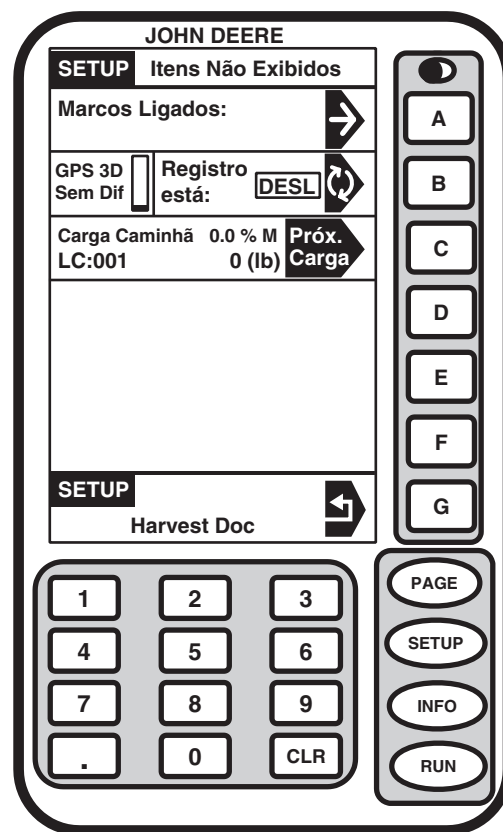 JOHN DEERE
SETUP Itens Não Exibidos
Marcos Ligados:
GPS 3D
Sem Dif
Registro
está: DESL
Carga Caminhã 0.0 % M
LC:001 0 (lb)
Próx.
Carga
SETUP
Harvest Doc
A
B
C
D
E
F
G
1 2 3
4 5 6
7 8 9
. 0 CLR
PAGE
SETUP
INFO
RUN